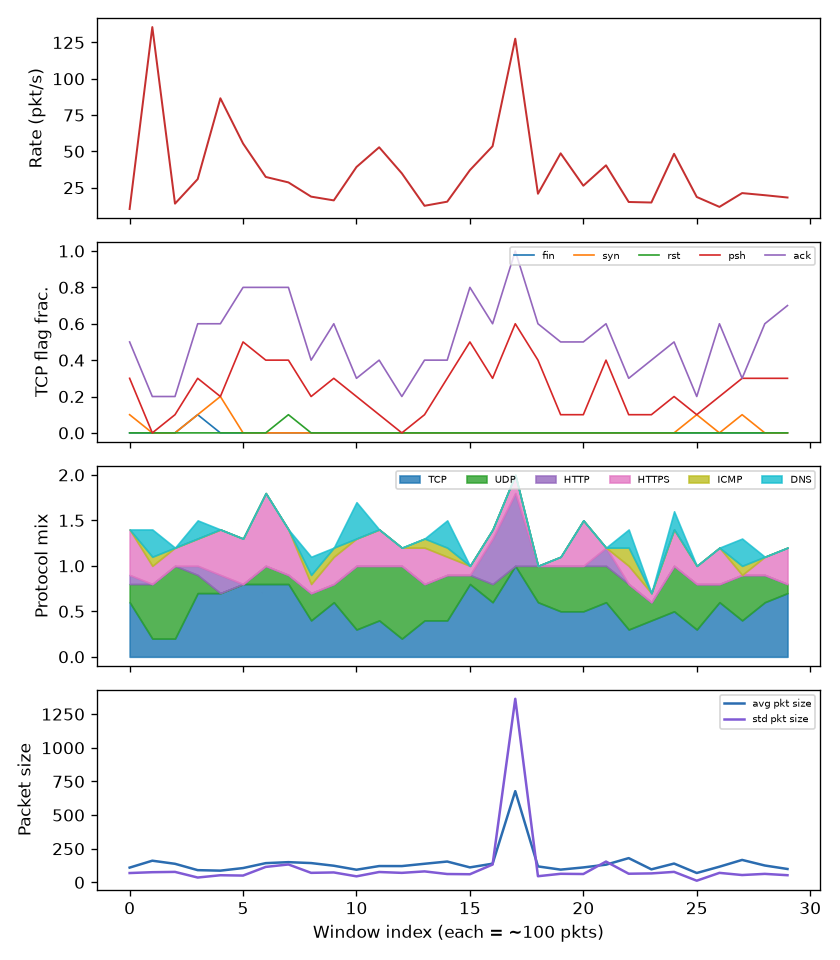 Rate (pkt/s)
125
100
75
50
25
TCP flag frac.
1.0
0.8
0.6
0.4
0.2
0.0
fin syn rst psh ack
Protocol mix
2.0
1.5
1.0
0.5
0.0
TCP UDP HTTP HTTPS ICMP DNS
Packet size
1250
1000
750
500
250
0
avg pkt size
std pkt size
0 5 10 15 20 25 30
Window index (each = ~100 pkts)